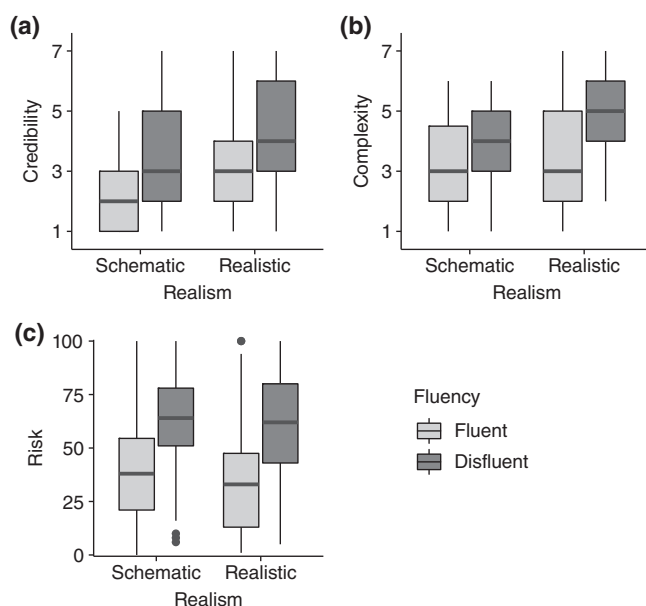 (a)
Credibility
7
5
3
1
Schematic Realistic
Realism
(b)
Complexity
7
5
3
1
Schematic Realistic
Realism
(c)
Risk
100
75
50
25
0
Schematic Realistic
Realism
Fluency
Fluent
Disfluent